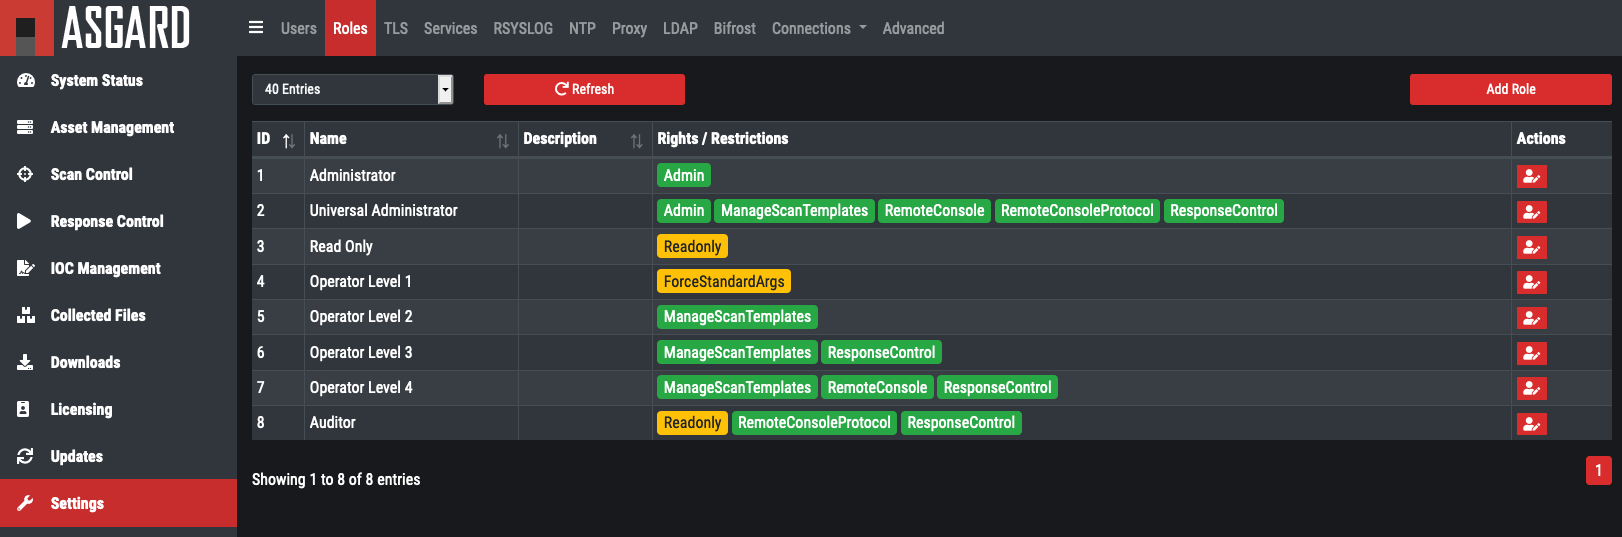 ASGARD
Users Roles TLS Services RSYSLOG NTP Proxy LDAP Bifrost Connections Advanced
System Status
Asset Management
Scan Control
Response Control
IOC Management
Collected Files
Downloads
Licensing
Updates
Settings
40 Entries Refresh Add Role
ID Name Description Rights / Restrictions Actions
1 Administrator Admin
2 Universal Administrator Admin ManageScanTemplates RemoteConsole RemoteConsoleProtocol ResponseControl
3 Read Only Readonly
4 Operator Level 1 ForceStandardArgs
5 Operator Level 2 ManageScanTemplates
6 Operator Level 3 ManageScanTemplates ResponseControl
7 Operator Level 4 ManageScanTemplates RemoteConsole ResponseControl
8 Auditor Readonly RemoteConsoleProtocol ResponseControl
Showing 1 to 8 of 8 entries 1